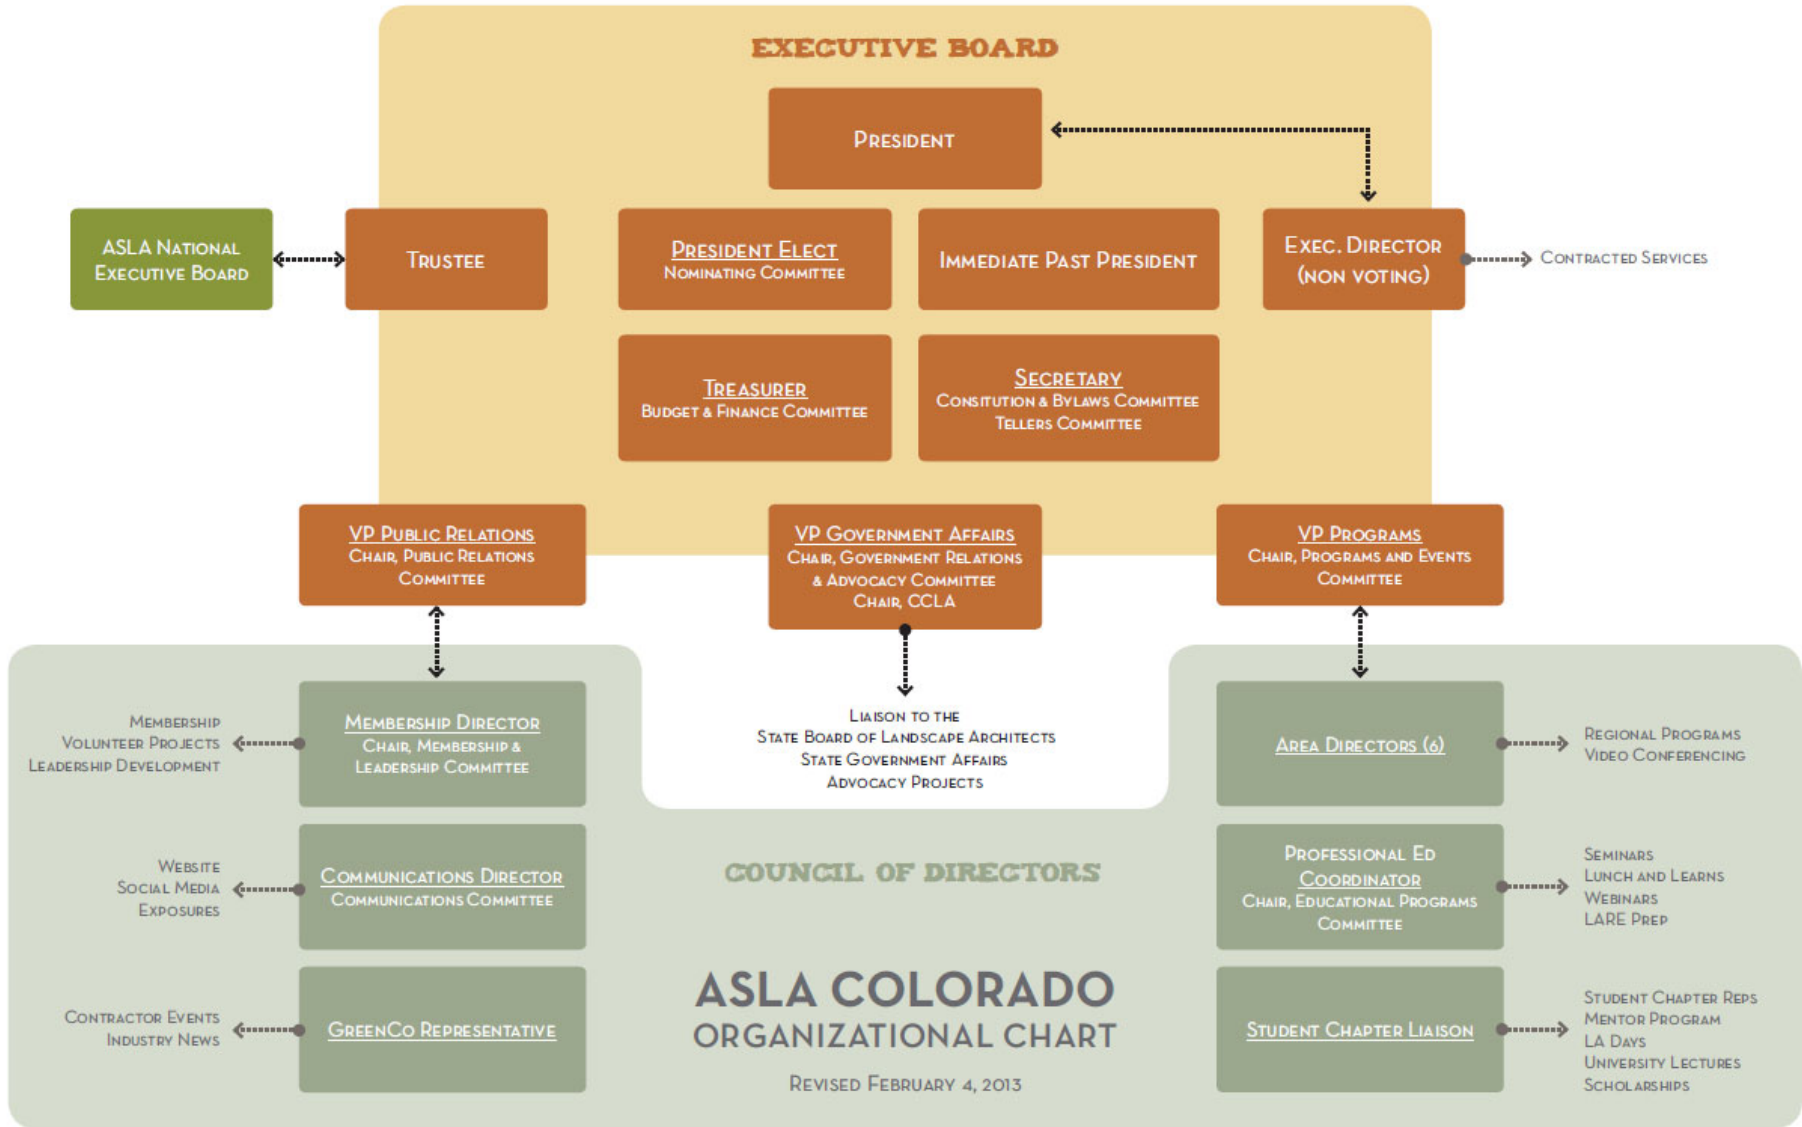 EXECUTIVE BOARD
PRESIDENT
ASLA NATIONAL
EXECUTIVE BOARD
TRUSTEE
PRESIDENT ELECT
NOMINATING COMMITTEE
IMMEDIATE PAST PRESIDENT
EXEC. DIRECTOR
(NON VOTING)
CONTRACTED SERVICES
TREASURER
BUDGET & FINANCE COMMITTEE
SECRETARY
CONSITUTION & BYLAWS COMMITTEE
TELLERS COMMITTEE
VP PUBLIC RELATIONS
CHAIR, PUBLIC RELATIONS
COMMITTEE
VP GOVERNMENT AFFAIRS
CHAIR, GOVERNMENT RELATIONS
& ADVOCACY COMMITTEE
CHAIR, CCLA
VP PROGRAMS
CHAIR, PROGRAMS AND EVENTS
COMMITTEE
LIAISON TO THE
STATE BOARD OF LANDSCAPE ARCHITECTS
STATE GOVERNMENT AFFAIRS
ADVOCACY PROJECTS
MEMBERSHIP
VOLUNTEER PROJECTS
LEADERSHIP DEVELOPMENT
MEMBERSHIP DIRECTOR
CHAIR, MEMBERSHIP &
LEADERSHIP COMMITTEE
AREA DIRECTORS (6)
REGIONAL PROGRAMS
VIDEO CONFERENCING
WEBSITE
SOCIAL MEDIA
EXPOSURES
COMMUNICATIONS DIRECTOR
COMMUNICATIONS COMMITTEE
COUNCIL OF DIRECTORS
PROFESSIONAL ED
COORDINATOR
CHAIR, EDUCATIONAL PROGRAMS
COMMITTEE
SEMINARS
LUNCH AND LEARNS
WEBINARS
LARE PREP
CONTRACTOR EVENTS
INDUSTRY NEWS
GREENCO REPRESENTATIVE
ASLA COLORADO
ORGANIZATIONAL CHART
REVISED FEBRUARY 4, 2013
STUDENT CHAPTER LIAISON
STUDENT CHAPTER REPS
MENTOR PROGRAM
LA DAYS
UNIVERSITY LECTURES
SCHOLARSHIPS